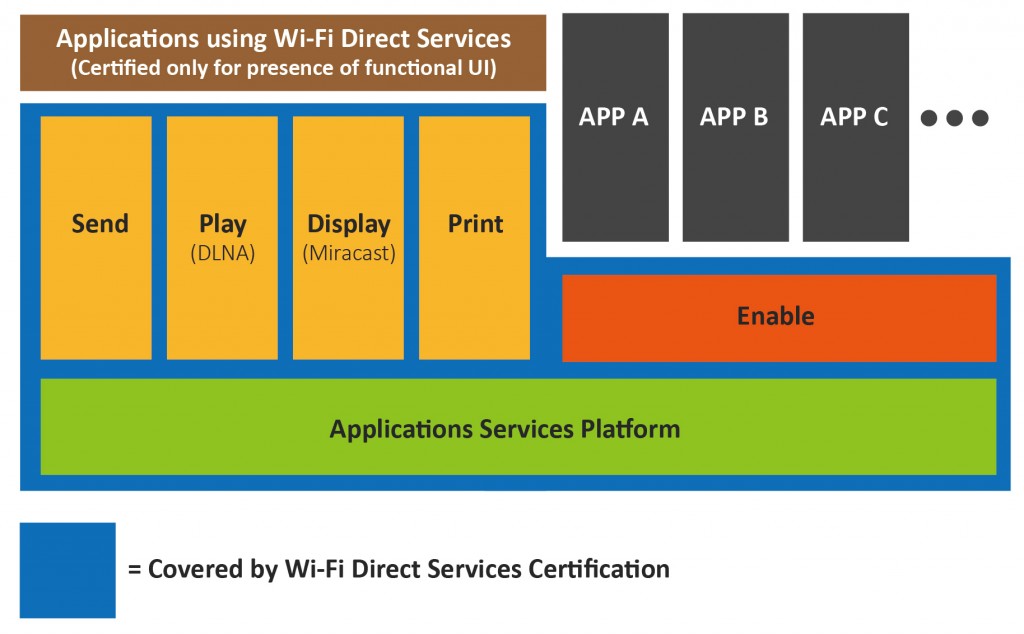 Applications using Wi-Fi Direct Services
(Certified only for presence of functional UI)
APP A
APP B
APP C
Send
Play
(DLNA)
Display
(Miracast)
Print
Enable
Applications Services Platform
= Covered by Wi-Fi Direct Services Certification